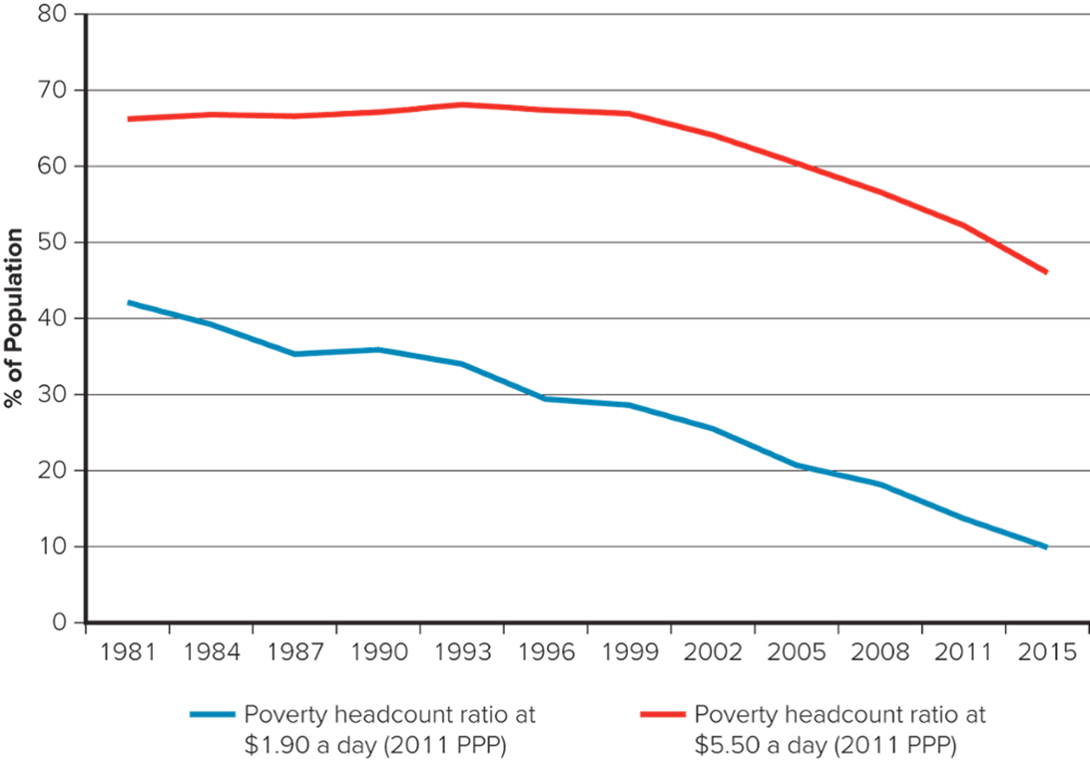 80
70
60
50
40
30
20
10
0
% of Population
1981 1984 1987 1990 1993 1996 1999 2002 2005 2008 2011 2015
Poverty headcount ratio at
$1.90 a day (2011 PPP)
Poverty headcount ratio at
$5.50 a day (2011 PPP)